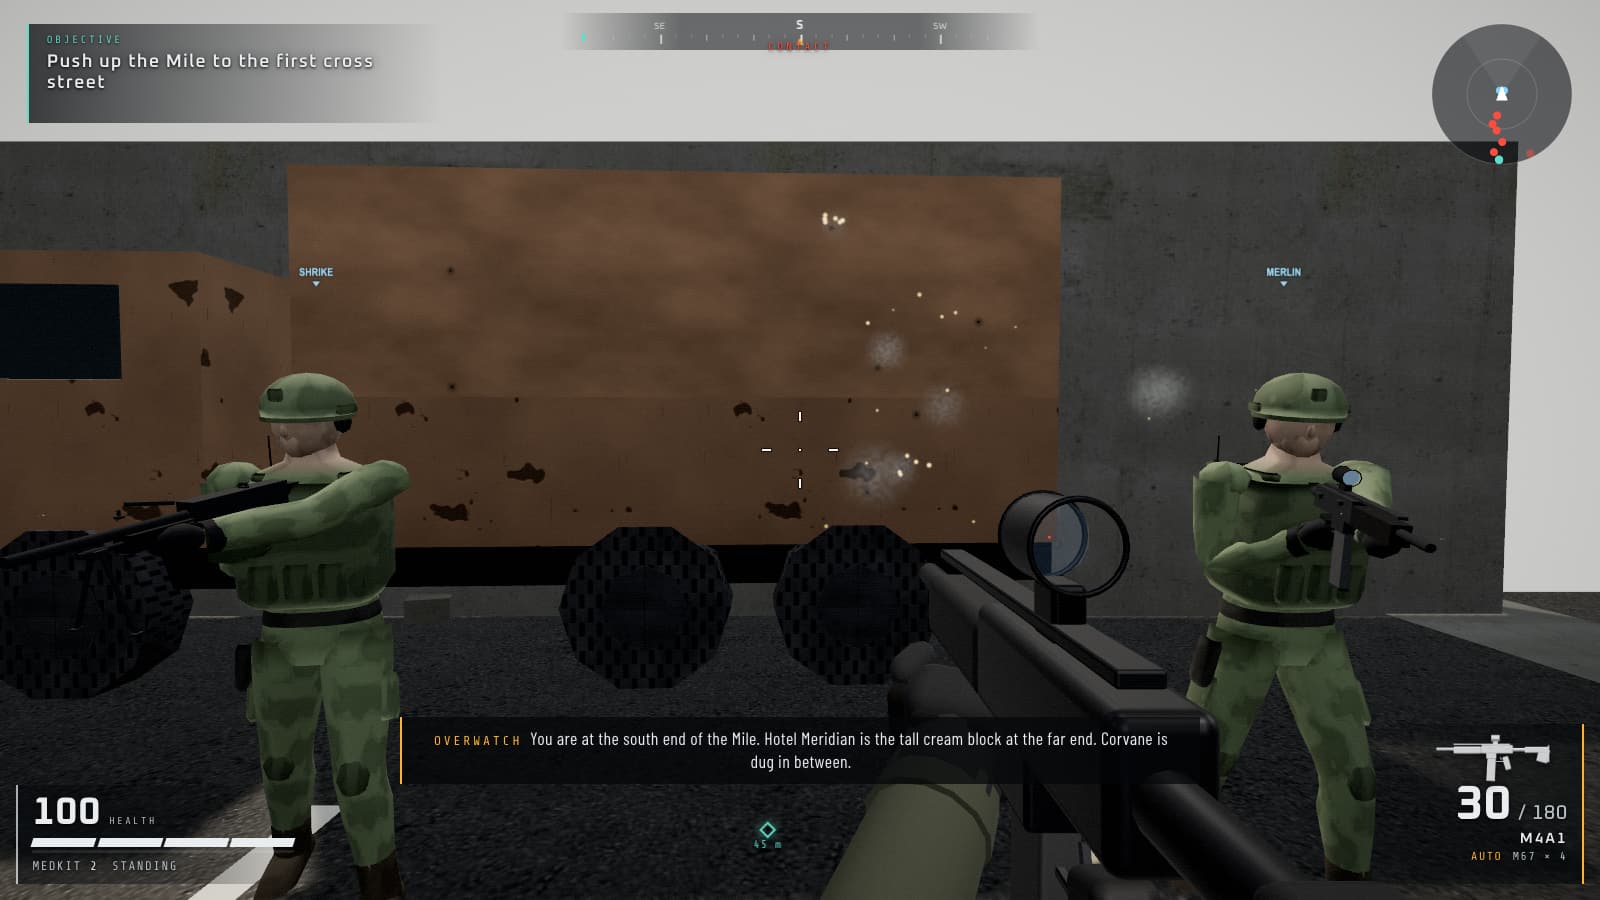 OBJECTIVE
Push up the Mile to the first cross
street
SE
S
SW
CONTACT
SHRIKE
MERLIN
OVERWATCH You are at the south end of the Mile. Hotel Meridian is the tall cream block at the far end. Corvane is
dug in between.
45 m
100 HEALTH
MEDKIT 2 STANDING
30 / 180
M4A1
AUTO M67 × 4